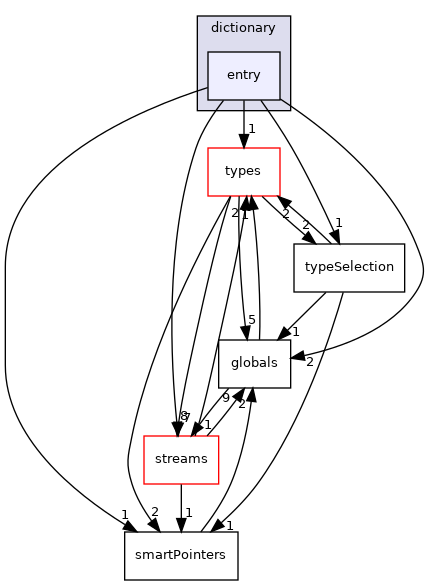 dictionary
entry
1
types
2
1
2
2
1
typeSelection
5
1
globals
2
9
2
8
7
1
streams
1
2
1
1
smartPointers